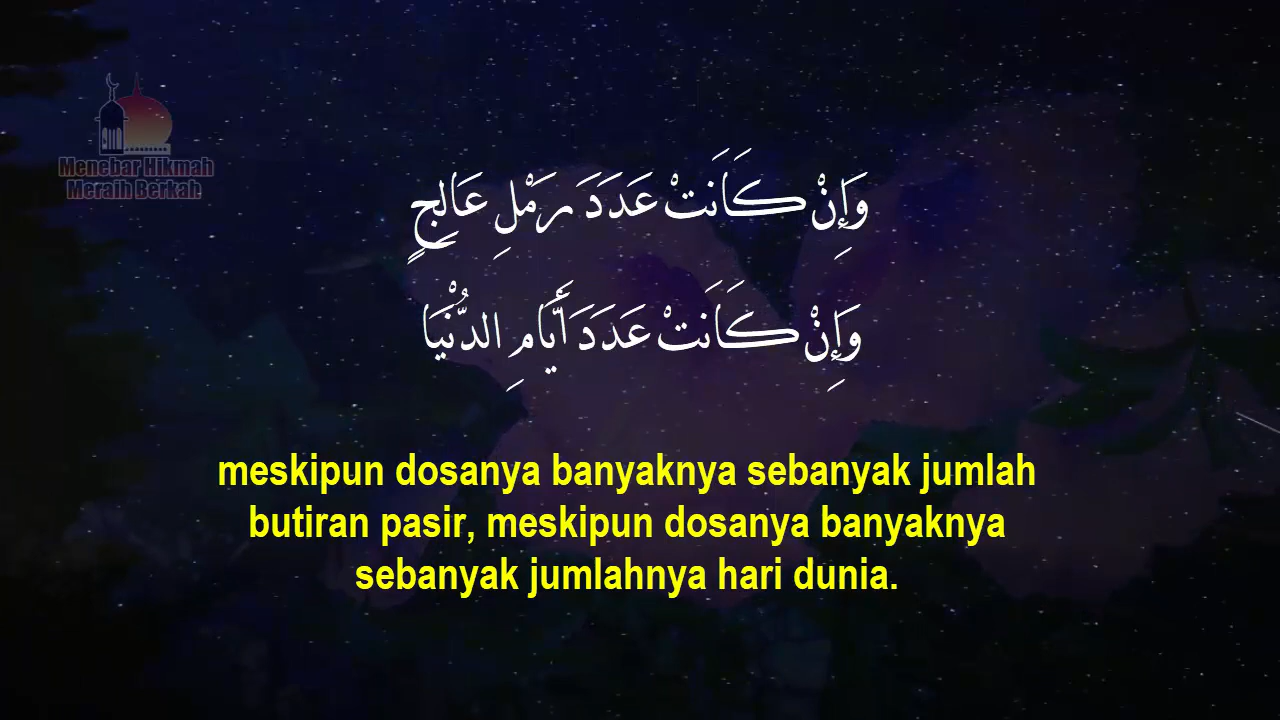 Menebar Hikmah
Meraih Berkah
وَإِنْ كَانَتْ عَدَدَ رَمْلِ عَالِجٍ
وَإِنْ كَانَتْ عَدَدَ أَيَّامِ الدُّنْيَا
meskipun dosanya banyaknya sebanyak jumlah
butiran pasir, meskipun dosanya banyaknya
sebanyak jumlahnya hari dunia.